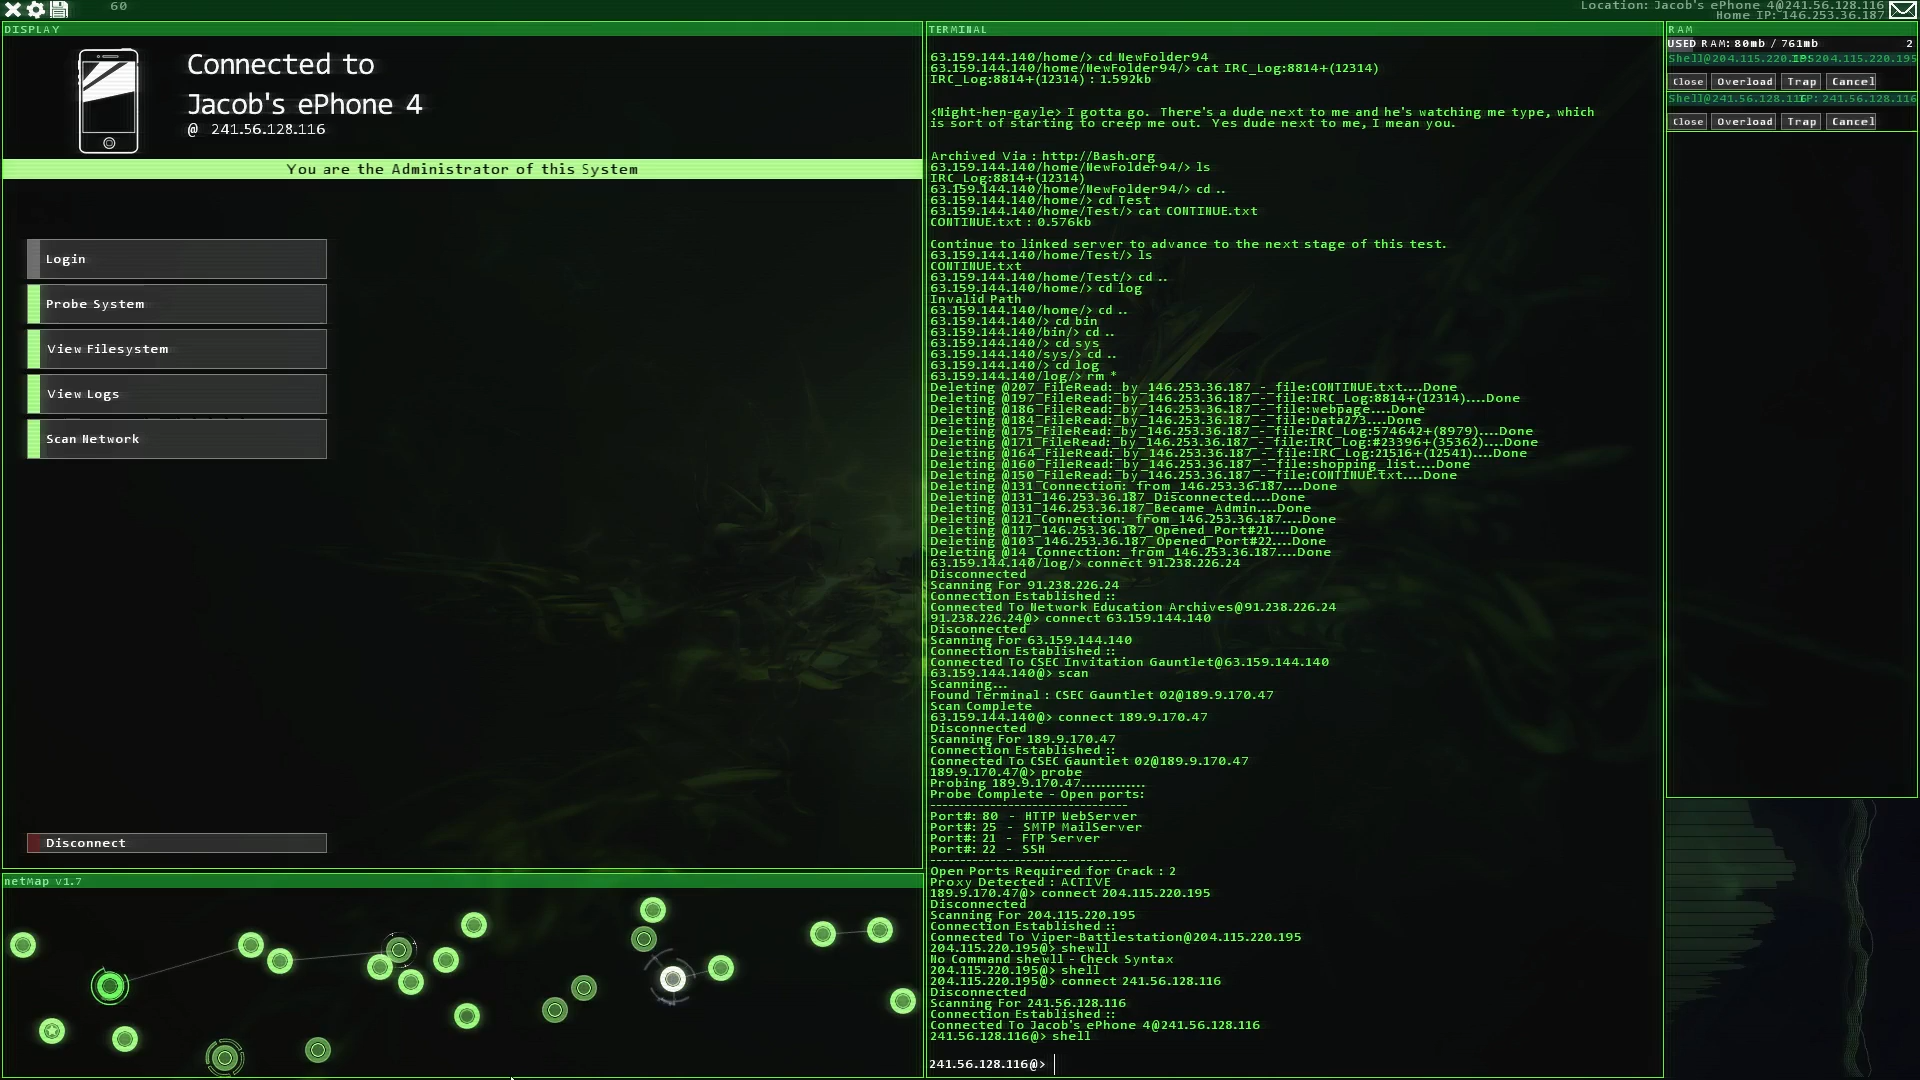 60
Location: Jacob's ePhone 4@241.56.128.116
Home IP: 146.253.36.187
DISPLAY
Connected to
Jacob's ePhone 4
@ 241.56.128.116
You are the Administrator of this System
Login
Probe System
View Filesystem
View Logs
Scan Network
Disconnect
netMap v1.7
TERMINAL
63.159.144.140/home/> cd NewFolder94
63.159.144.140/home/NewFolder94/> cat IRC_Log:8814+(12314)
IRC_Log:8814+(12314) : 1.592kb
<Night-hen-gayle> I gotta go. There's a dude next to me and he's watching me type, which
is sort of starting to creep me out. Yes dude next to me, I mean you.
Archived Via : http://Bash.org
63.159.144.140/home/NewFolder94/> ls
IRC_Log:8814+(12314)
63.159.144.140/home/NewFolder94/> cd ..
63.159.144.140/home/> cd Test
63.159.144.140/home/Test/> cat CONTINUE.txt
CONTINUE.txt : 0.576kb
Continue to linked server to advance to the next stage of this test.
63.159.144.140/home/Test/> ls
CONTINUE.txt
63.159.144.140/home/Test/> cd ..
63.159.144.140/home/> cd log
Invalid Path
63.159.144.140/home/> cd ..
63.159.144.140/> cd bin
63.159.144.140/bin/> cd ..
63.159.144.140/> cd sys
63.159.144.140/sys/> cd ..
63.159.144.140/> cd log
63.159.144.140/log/> rm *
Deleting @207_FileRead:_by_146.253.36.187_-_file:CONTINUE.txt....Done
Deleting @197_FileRead:_by_146.253.36.187_-_file:IRC_Log:8814+(12314)....Done
Deleting @186_FileRead:_by_146.253.36.187_-_file:webpage....Done
Deleting @184_FileRead:_by_146.253.36.187_-_file:Data273....Done
Deleting @175_FileRead:_by_146.253.36.187_-_file:IRC_Log:574642+(8979)....Done
Deleting @171_FileRead:_by_146.253.36.187_-_file:IRC_Log:#23396+(35362)....Done
Deleting @164_FileRead:_by_146.253.36.187_-_file:IRC_Log:21516+(12541)....Done
Deleting @160_FileRead:_by_146.253.36.187_-_file:shopping_list....Done
Deleting @150_FileRead:_by_146.253.36.187_-_file:CONTINUE.txt....Done
Deleting @131_Connection:_from_146.253.36.187....Done
Deleting @131_146.253.36.187_Disconnected....Done
Deleting @131_146.253.36.187_Became_Admin....Done
Deleting @121_Connection:_from_146.253.36.187....Done
Deleting @117_146.253.36.187_Opened_Port#21....Done
Deleting @103_146.253.36.187_Opened_Port#22....Done
Deleting @14_Connection:_from_146.253.36.187....Done
63.159.144.140/log/> connect 91.238.226.24
Disconnected
Scanning For 91.238.226.24
Connection Established ::
Connected To Network Education Archives@91.238.226.24
91.238.226.24@> connect 63.159.144.140
Disconnected
Scanning For 63.159.144.140
Connection Established ::
Connected To CSEC Invitation Gauntlet@63.159.144.140
63.159.144.140@> scan
Scanning...
Found Terminal : CSEC Gauntlet 02@189.9.170.47
Scan Complete
63.159.144.140@> connect 189.9.170.47
Disconnected
Scanning For 189.9.170.47
Connection Established ::
Connected To CSEC Gauntlet 02@189.9.170.47
189.9.170.47@> probe
Probing 189.9.170.47.............
Probe Complete - Open ports:
---------------------------------
Port#: 80 - HTTP WebServer
Port#: 25 - SMTP MailServer
Port#: 21 - FTP Server
Port#: 22 - SSH
---------------------------------
Open Ports Required for Crack : 2
Proxy Detected : ACTIVE
189.9.170.47@> connect 204.115.220.195
Disconnected
Scanning For 204.115.220.195
Connection Established ::
Connected To Viper-Battlestation@204.115.220.195
204.115.220.195@> shewll
No Command shewll - Check Syntax
204.115.220.195@> shell
204.115.220.195@> connect 241.56.128.116
Disconnected
Scanning For 241.56.128.116
Connection Established ::
Connected To Jacob's ePhone 4@241.56.128.116
241.56.128.116@> shell
241.56.128.116@>
RAM
USED RAM: 80mb / 761mb 2
Shell@204.115.220.195 204.115.220.195
Close Overload Trap Cancel
Shell@241.56.128.116 IP: 241.56.128.116
Close Overload Trap Cancel